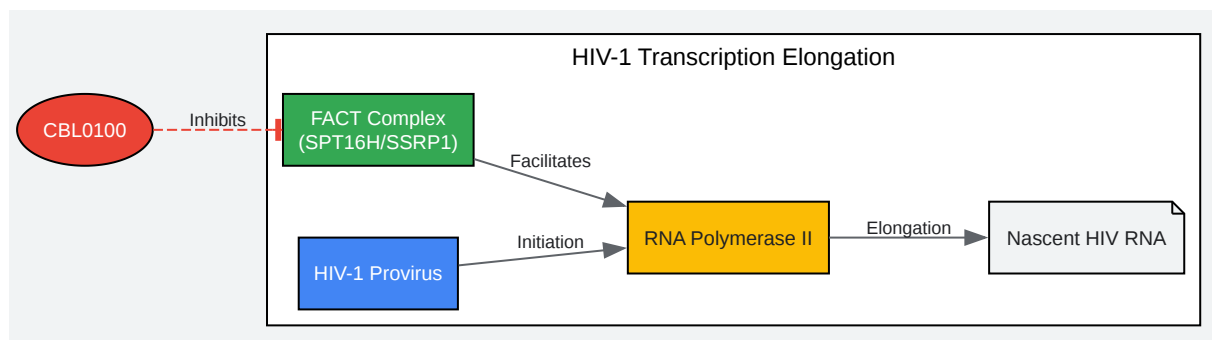 HIV-1 Transcription Elongation
CBL0100
Inhibits
FACT Complex
(SPT16H/SSRP1)
Facilitates
HIV-1 Provirus
Initiation
RNA Polymerase II
Elongation
Nascent HIV RNA